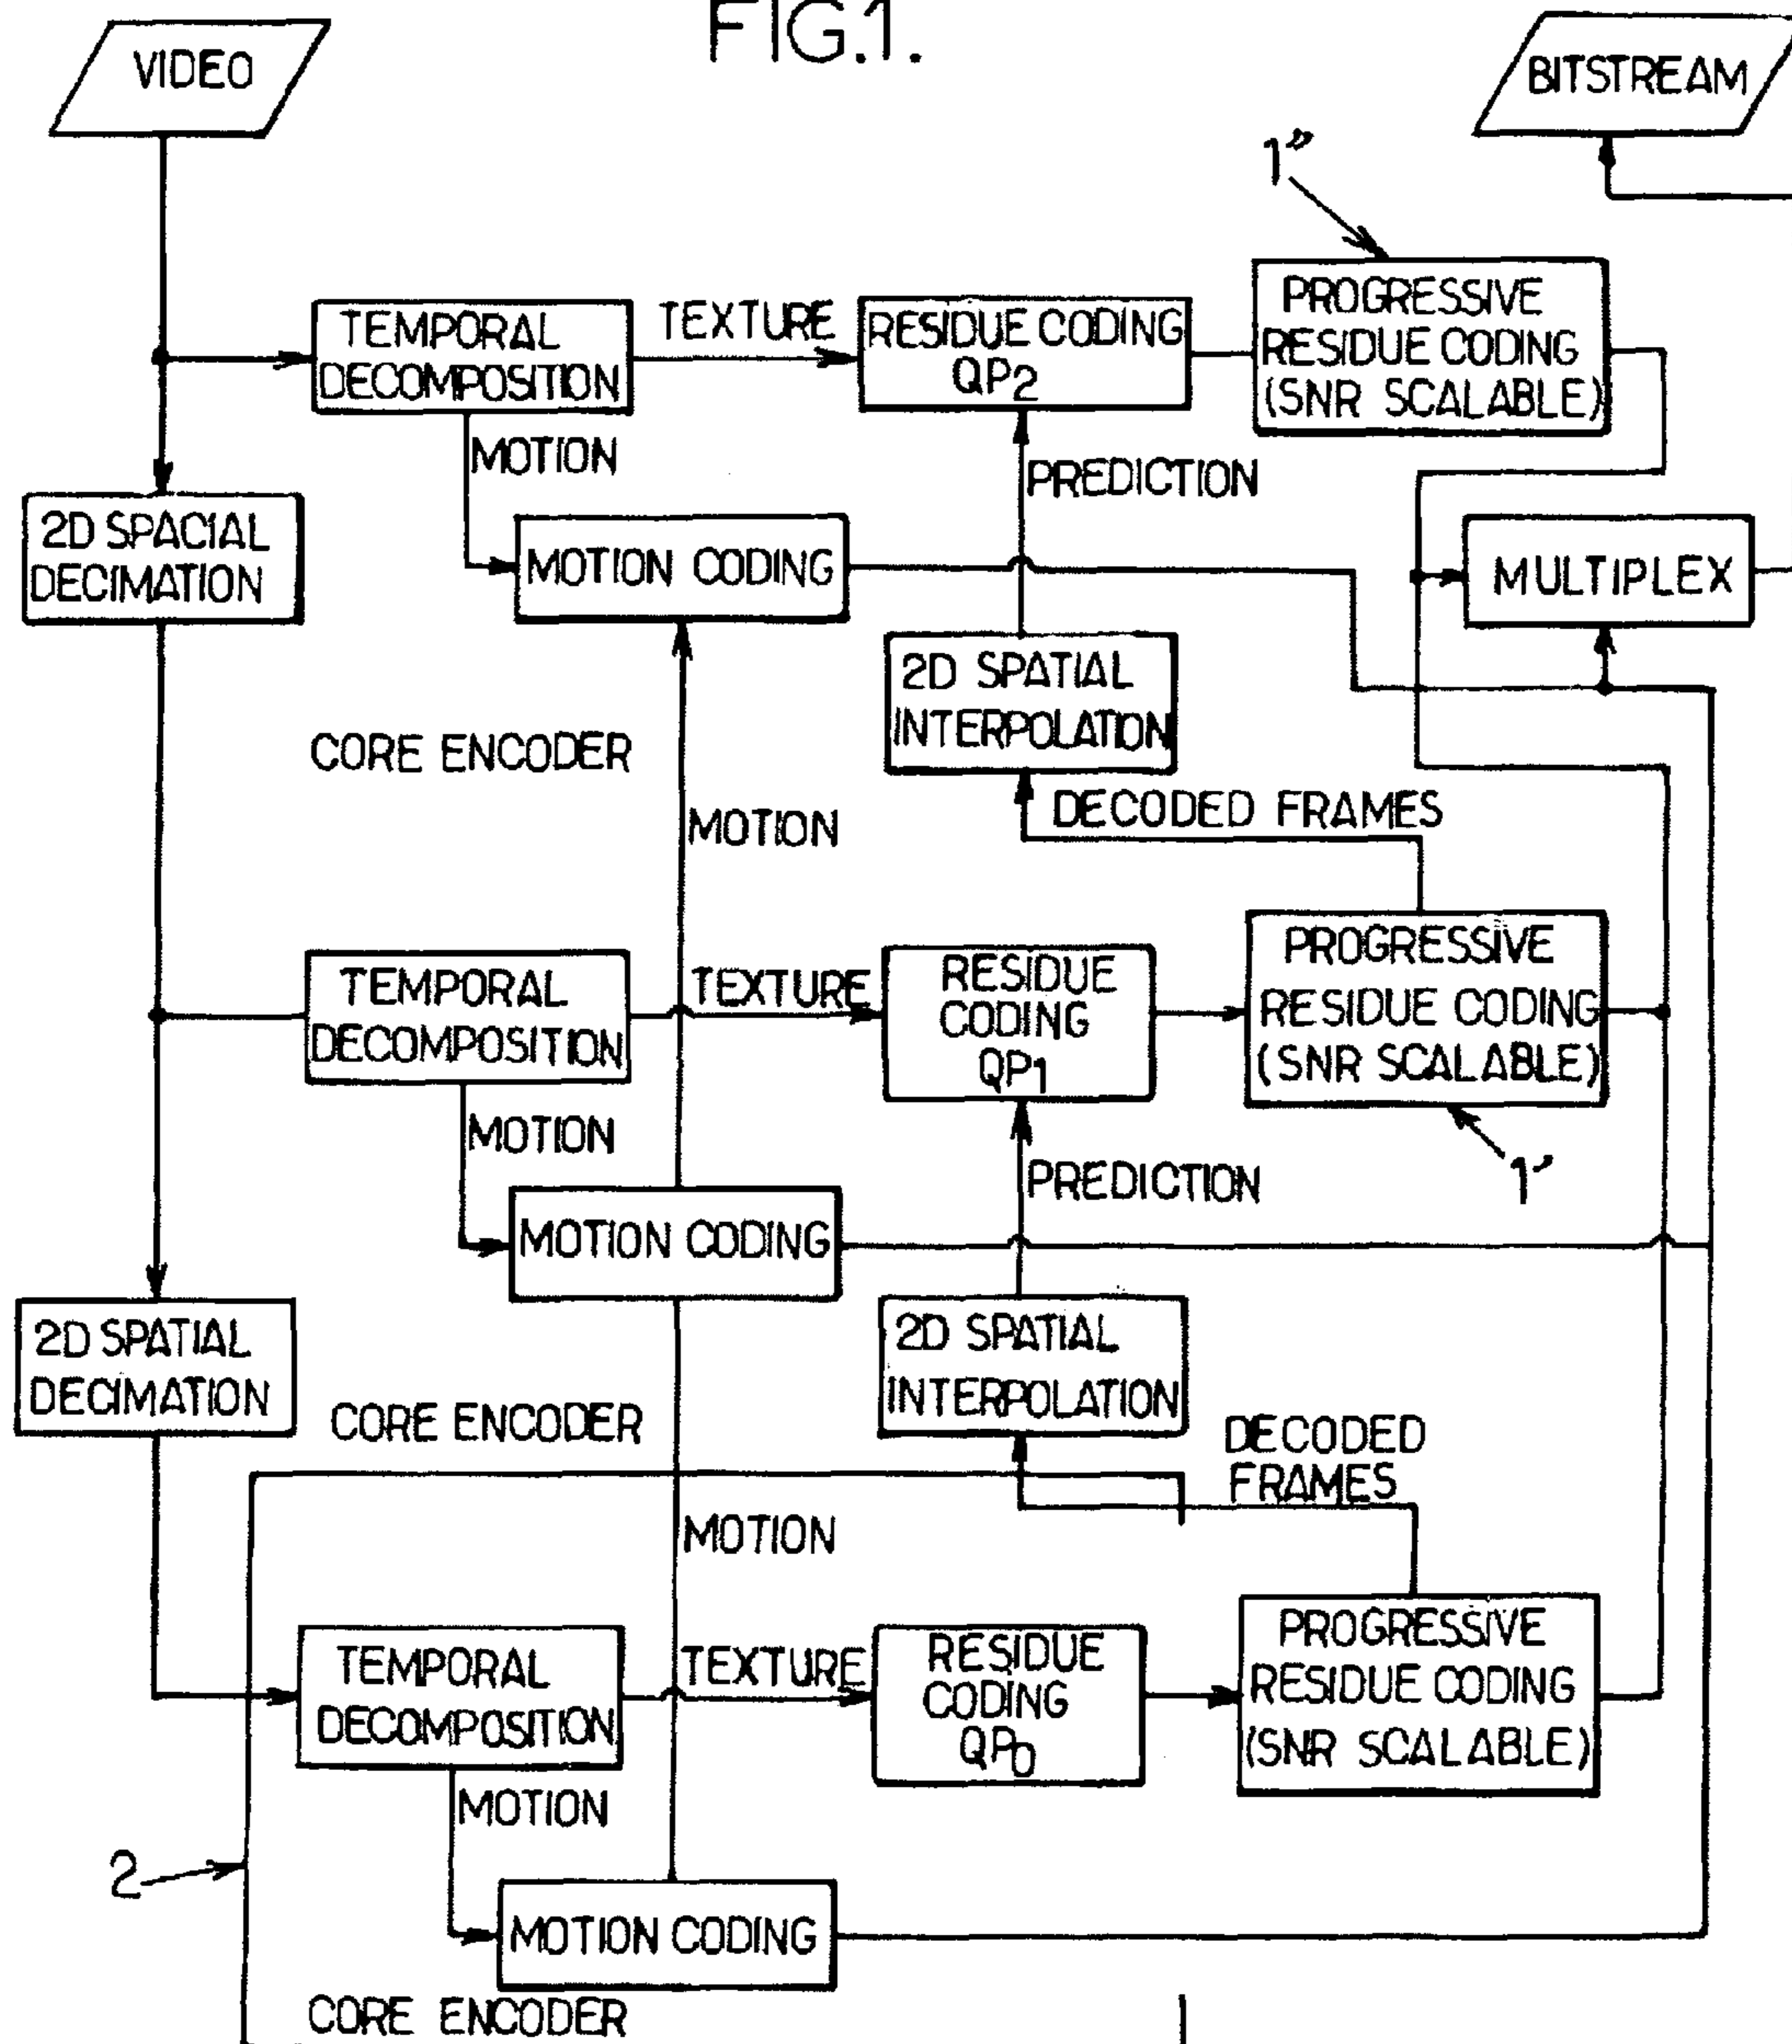 FIG.1.
VIDEO
BITSTREAM
1"
TEMPORAL
DECOMPOSITION
TEXTURE
RESIDUE CODING
QP2
PROGRESSIVE
RESIDUE CODING
(SNR SCALABLE)
MOTION
PREDICTION
2D SPACIAL
DECIMATION
MOTION CODING
MULTIPLEX
2D SPATIAL
INTERPOLATION
CORE ENCODER
MOTION
DECODED FRAMES
TEMPORAL
DECOMPOSITION
TEXTURE
RESIDUE
CODING
QP1
PROGRESSIVE
RESIDUE CODING
(SNR SCALABLE)
MOTION
PREDICTION
1'
MOTION CODING
2D SPATIAL
DECIMATION
2D SPATIAL
INTERPOLATION
CORE ENCODER
DECODED
FRAMES
MOTION
TEMPORAL
DECOMPOSITION
TEXTURE
RESIDUE
CODING
QP0
PROGRESSIVE
RESIDUE CODING
(SNR SCALABLE)
MOTION
2
MOTION CODING
CORE ENCODER